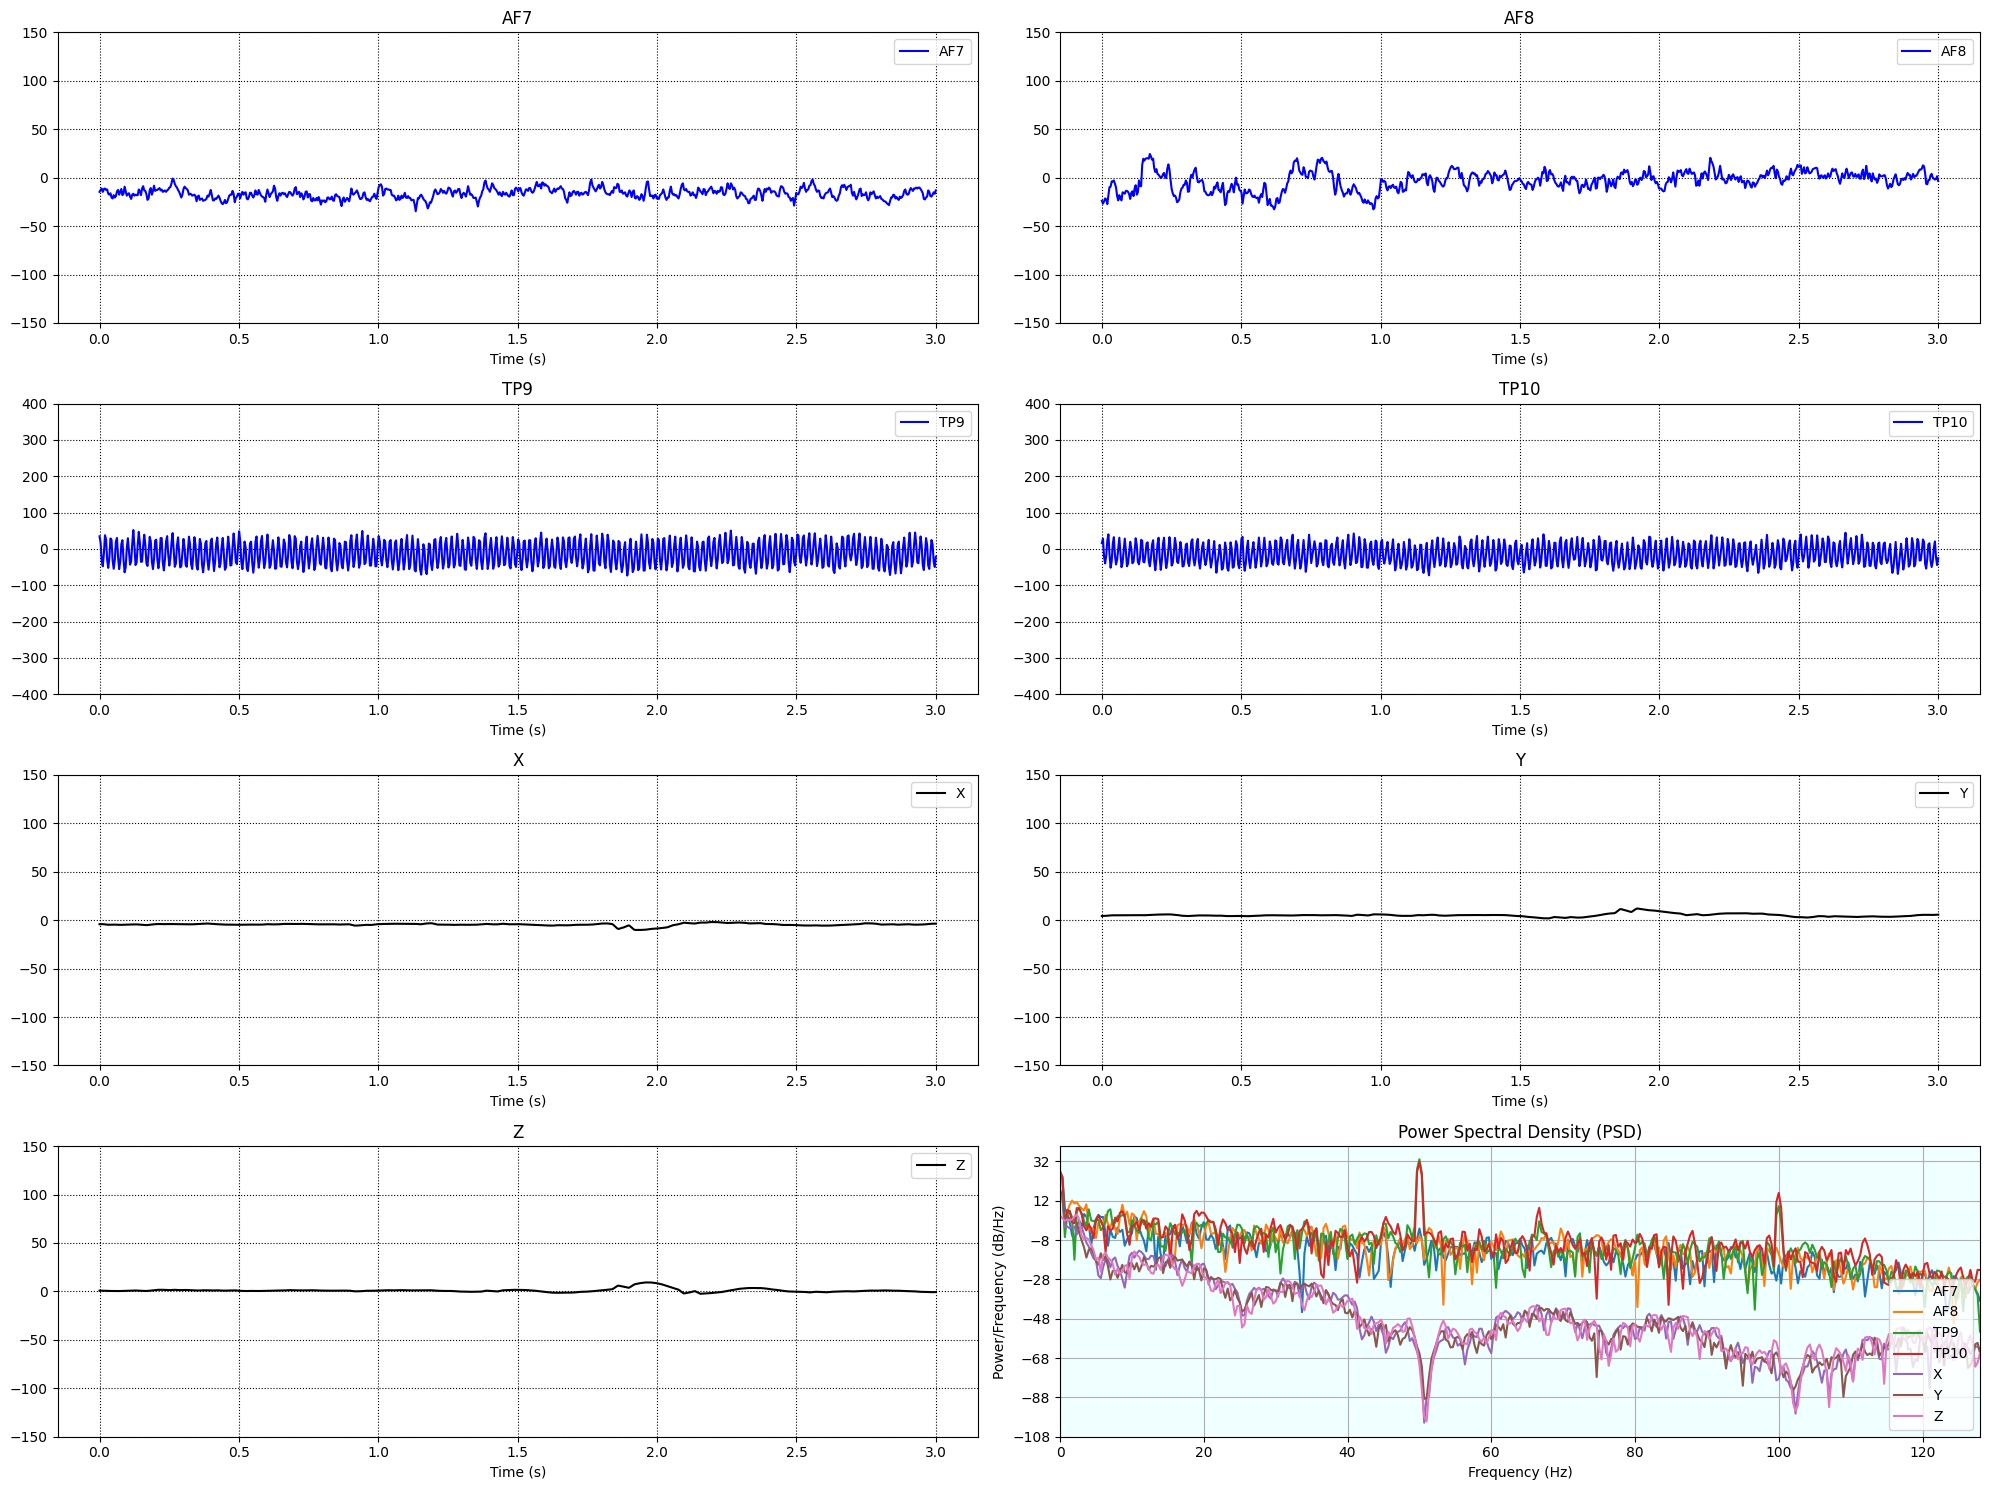 AF7
150
100
50
0
−50
−100
−150
AF7
0.0 0.5 1.0 1.5 2.0 2.5 3.0
Time (s)
AF8
150
100
50
0
−50
−100
−150
AF8
0.0 0.5 1.0 1.5 2.0 2.5 3.0
Time (s)
TP9
400
300
200
100
0
−100
−200
−300
−400
TP9
0.0 0.5 1.0 1.5 2.0 2.5 3.0
Time (s)
TP10
400
300
200
100
0
−100
−200
−300
−400
TP10
0.0 0.5 1.0 1.5 2.0 2.5 3.0
Time (s)
X
150
100
50
0
−50
−100
−150
X
0.0 0.5 1.0 1.5 2.0 2.5 3.0
Time (s)
Y
150
100
50
0
−50
−100
−150
Y
0.0 0.5 1.0 1.5 2.0 2.5 3.0
Time (s)
Z
150
100
50
0
−50
−100
−150
Z
0.0 0.5 1.0 1.5 2.0 2.5 3.0
Time (s)
Power Spectral Density (PSD)
Power/Frequency (dB/Hz)
32
12
−8
−28
−48
−68
−88
−108
AF7
AF8
TP9
TP10
X
Y
Z
0 20 40 60 80 100 120
Frequency (Hz)